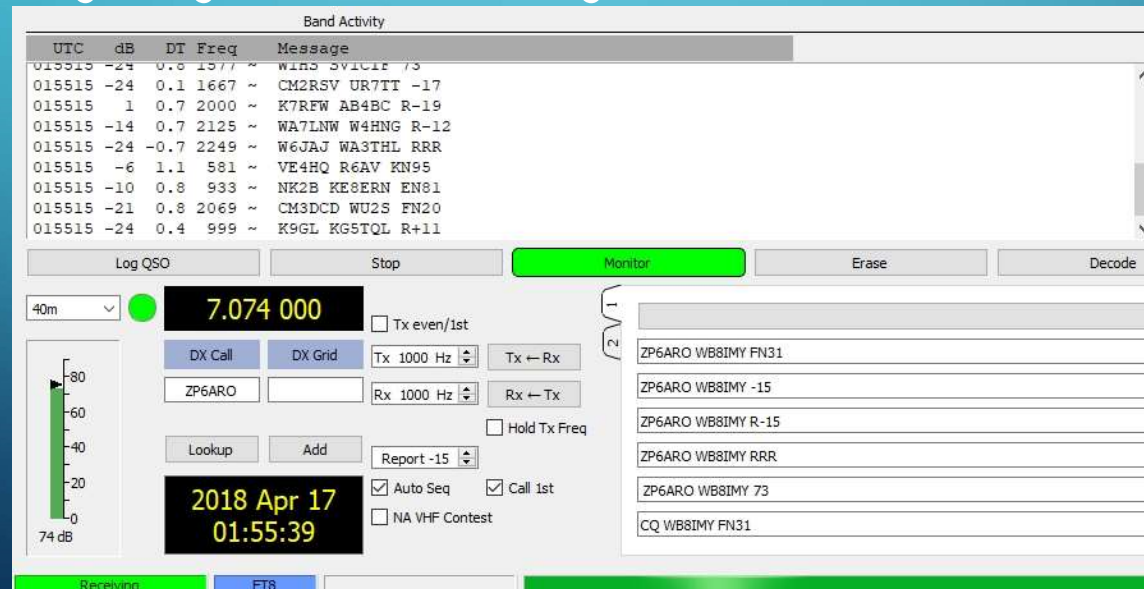 Band Activity
UTC dB DT Freq Message
015515 -24 0.8 1577 ~ 73
015515 -24 0.1 1667 ~ CM2RSV UR7TT -17
015515 1 0.7 2000 ~ K7RFW AB4BC R-19
015515 -14 0.7 2125 ~ WA7LNW W4HNG R-12
015515 -24 -0.7 2249 ~ W6JAJ WA3THL RRR
015515 -6 1.1 581 ~ VE4HQ R6AV KN95
015515 -10 0.8 933 ~ NK2B KE8ERN EN81
015515 -21 0.8 2069 ~ CM3DCD WU2S FN20
015515 -24 0.4 999 ~ K9GL KG5TQL R+11
Log QSO Stop Monitor Erase Decode
40m 7.074 000
Tx even/1st
DX Call DX Grid Tx 1000 Hz Tx ← Rx
ZP6ARO Rx 1000 Hz Rx ← Tx
Hold Tx Freq
Lookup Add Report -15
Auto Seq Call 1st
NA VHF Contest
2018 Apr 17
01:55:39
-80
-60
-40
-20
-0
74 dB
1
2
ZP6ARO WB8IMY FN31
ZP6ARO WB8IMY -15
ZP6ARO WB8IMY R-15
ZP6ARO WB8IMY RRR
ZP6ARO WB8IMY 73
CQ WB8IMY FN31
Receiving FT8